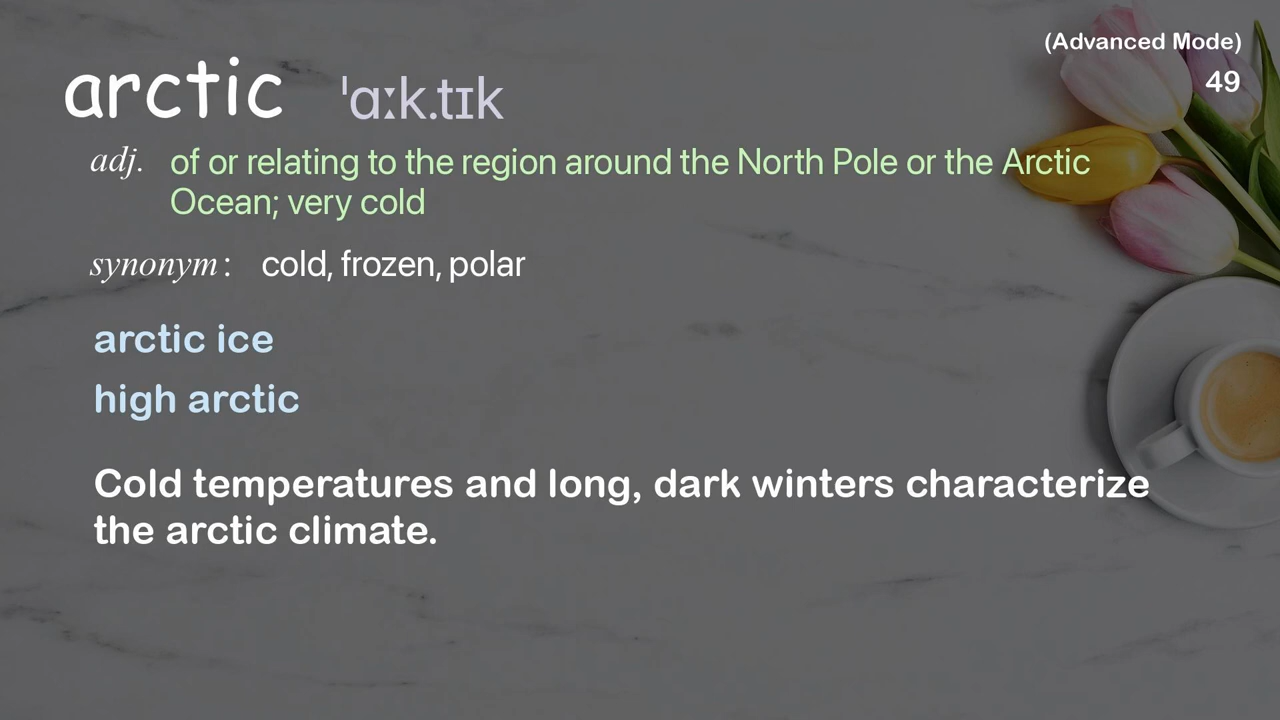 (Advanced Mode)
49
arctic ˈɑːk.tɪk
adj. of or relating to the region around the North Pole or the Arctic
Ocean; very cold
synonym: cold, frozen, polar
arctic ice
high arctic
Cold temperatures and long, dark winters characterize
the arctic climate.